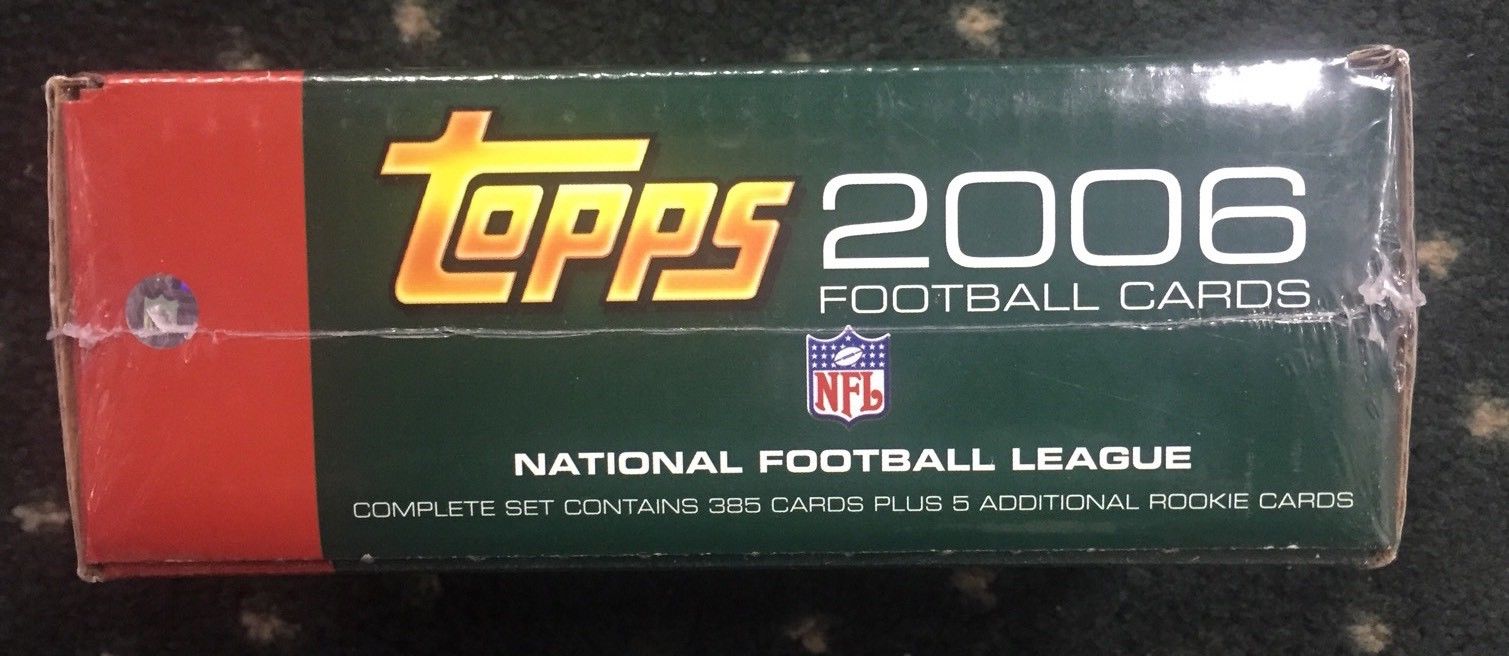 TOPPS
2006
FOOTBALL CARDS
NFL
NATIONAL FOOTBALL LEAGUE
COMPLETE SET CONTAINS 385 CARDS PLUS 5 ADDITIONAL ROOKIE CARDS